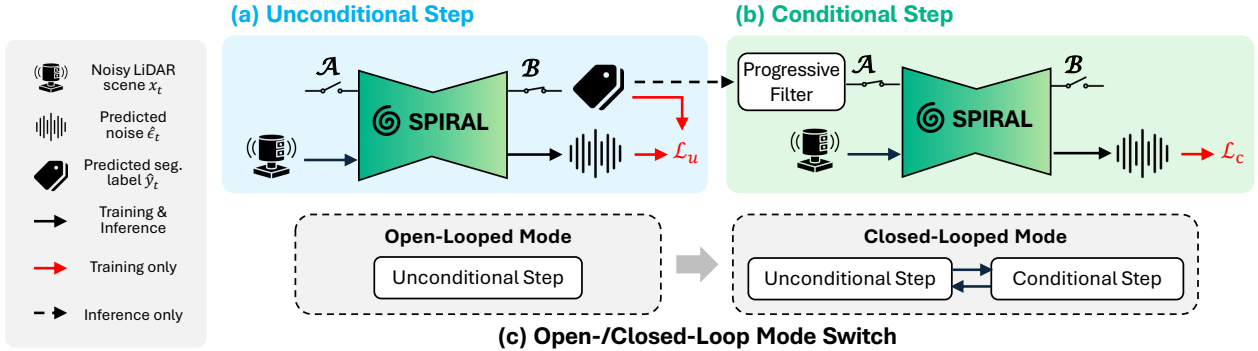 (a) Unconditional Step
(b) Conditional Step
Noisy LiDAR
scene x_t
Predicted
noise ε̂_t
Predicted seg.
label ŷ_t
Training &
Inference
Training only
Inference only
𝒜
SPIRAL
ℬ
ℒ_u
Progressive
Filter
𝒜
SPIRAL
ℬ
ℒ_c
Open-Looped Mode
Unconditional Step
Closed-Looped Mode
Unconditional Step
Conditional Step
(c) Open-/Closed-Loop Mode Switch